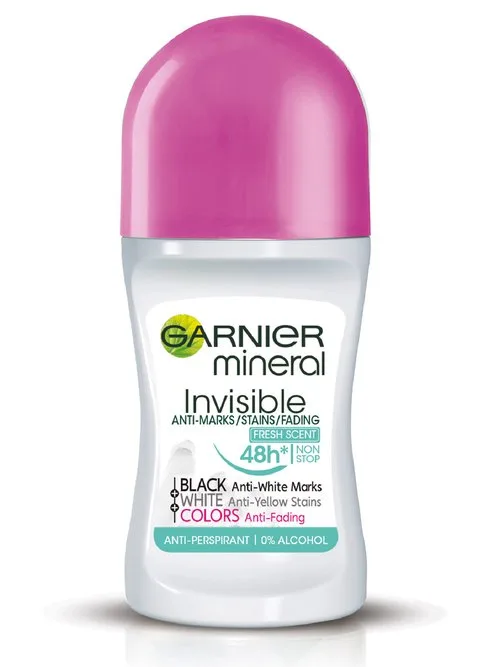 GARNIER
mineral
Invisible
ANTI-MARKS/STAINS/FADING
FRESH SCENT
48h* | NON STOP
BLACK Anti-White Marks
+ WHITE Anti-Yellow Stains
+ COLORS Anti-Fading
ANTI-PERSPIRANT | 0% ALCOHOL